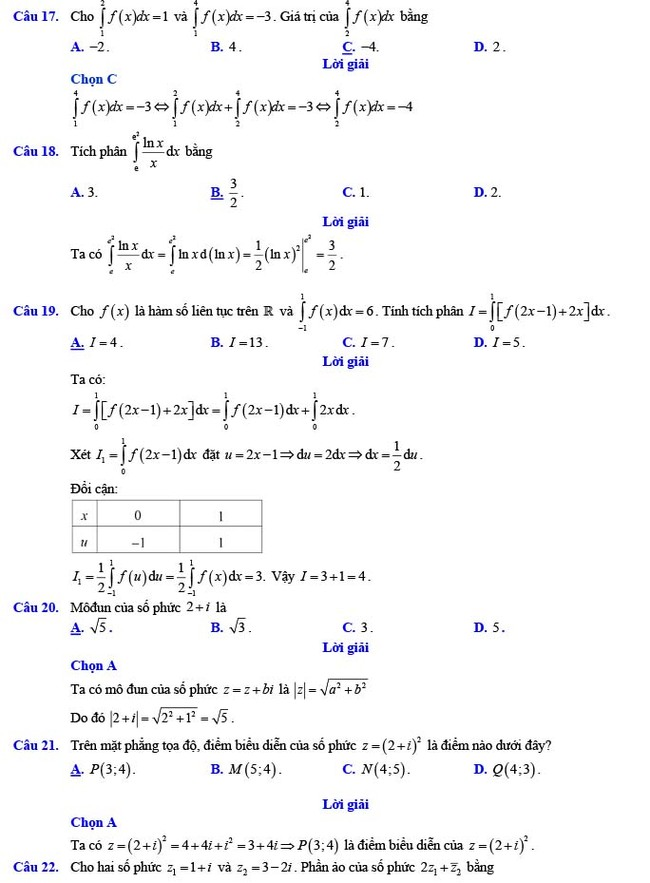 Câu 17. Cho ∫₁² f(x)dx = 1 và ∫₁⁴ f(x)dx = −3. Giá trị của ∫₂⁴ f(x)dx bằng
A. −2. B. 4. C. −4. D. 2.
Lời giải
Chọn C
∫₁⁴ f(x)dx = −3 ⇔ ∫₁² f(x)dx + ∫₂⁴ f(x)dx = −3 ⇔ ∫₂⁴ f(x)dx = −4
Câu 18. Tích phân ∫ₑ^(e²) (ln x / x) dx bằng
A. 3. B. 3/2. C. 1. D. 2.
Lời giải
Ta có ∫ₑ^(e²) (ln x / x) dx = ∫ₑ^(e²) ln x d(ln x) = 1/2 (ln x)² |ₑ^(e²) = 3/2.
Câu 19. Cho f(x) là hàm số liên tục trên ℝ và ∫₋₁¹ f(x)dx = 6. Tính tích phân I = ∫₀¹ [f(2x−1)+2x]dx.
A. I = 4. B. I = 13. C. I = 7. D. I = 5.
Lời giải
Ta có:
I = ∫₀¹ [f(2x−1)+2x]dx = ∫₀¹ f(2x−1)dx + ∫₀¹ 2x dx.
Xét I₁ = ∫₀¹ f(2x−1)dx đặt u = 2x−1 ⇒ du = 2dx ⇒ dx = 1/2 du.
Đổi cận:
x 0 1
u −1 1
I₁ = 1/2 ∫₋₁¹ f(u)du = 1/2 ∫₋₁¹ f(x)dx = 3. Vậy I = 3+1 = 4.
Câu 20. Môđun của số phức 2+i là
A. √5. B. √3. C. 3. D. 5.
Lời giải
Chọn A
Ta có mô đun của số phức z = z + bi là |z| = √(a² + b²)
Do đó |2+i| = √(2² + 1²) = √5.
Câu 21. Trên mặt phẳng tọa độ, điểm biểu diễn của số phức z = (2+i)² là điểm nào dưới đây?
A. P(3;4). B. M(5;4). C. N(4;5). D. Q(4;3).
Lời giải
Chọn A
Ta có z = (2+i)² = 4+4i+i² = 3+4i ⇒ P(3;4) là điểm biểu diễn của z = (2+i)².
Câu 22. Cho hai số phức z₁ = 1+i và z₂ = 3−2i. Phần ảo của số phức 2z₁ + z̅₂ bằng